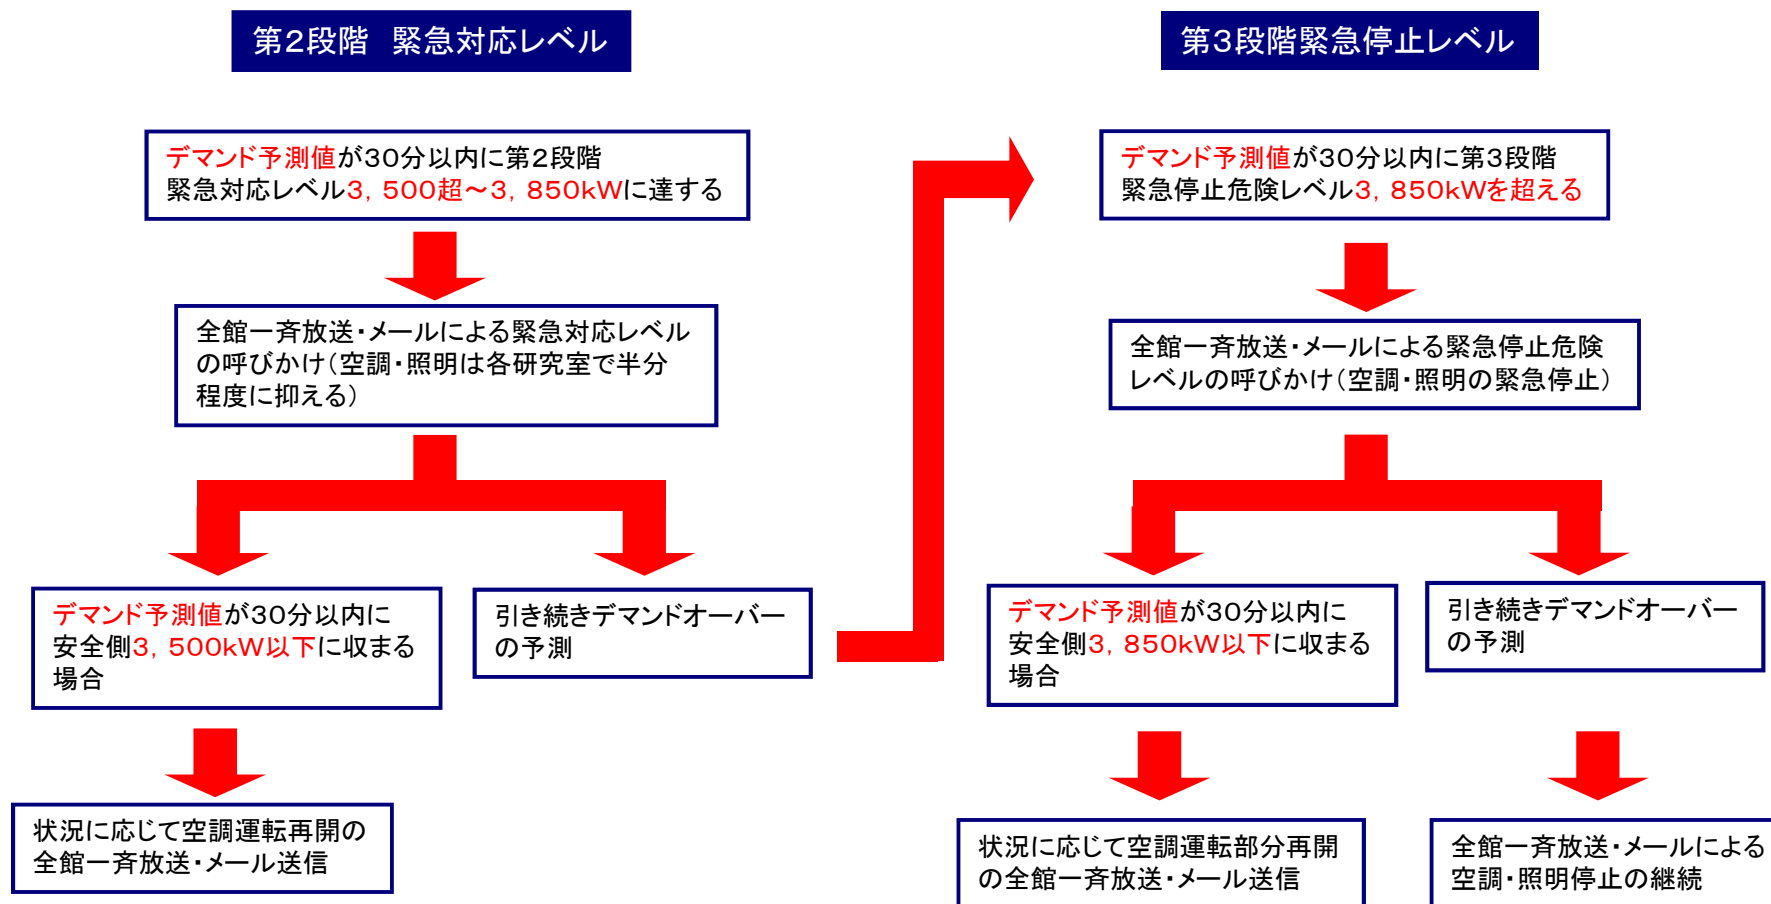 第2段階　緊急対応レベル
デマンド予測値が30分以内に第2段階
緊急対応レベル3，500超～3，850kWに達する
全館一斉放送・メールによる緊急対応レベル
の呼びかけ（空調・照明は各研究室で半分
程度に抑える）
デマンド予測値が30分以内に
安全側3，500kW以下に収まる
場合
引き続きデマンドオーバー
の予測
状況に応じて空調運転再開の
全館一斉放送・メール送信
第3段階緊急停止レベル
デマンド予測値が30分以内に第3段階
緊急停止危険レベル3，850kWを超える
全館一斉放送・メールによる緊急停止危険
レベルの呼びかけ（空調・照明の緊急停止）
デマンド予測値が30分以内に
安全側3，850kW以下に収まる
場合
引き続きデマンドオーバー
の予測
状況に応じて空調運転部分再開
の全館一斉放送・メール送信
全館一斉放送・メールによる
空調・照明停止の継続